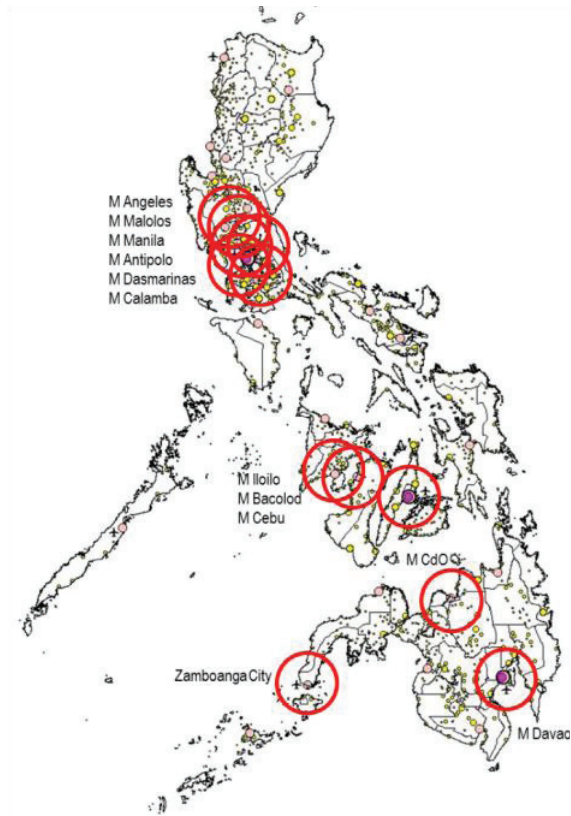 M Angeles
M Malolos
M Manila
M Antipolo
M Dasmarinas
M Calamba
M Iloilo
M Bacolod
M Cebu
M CdO
Zamboanga City
M Davao